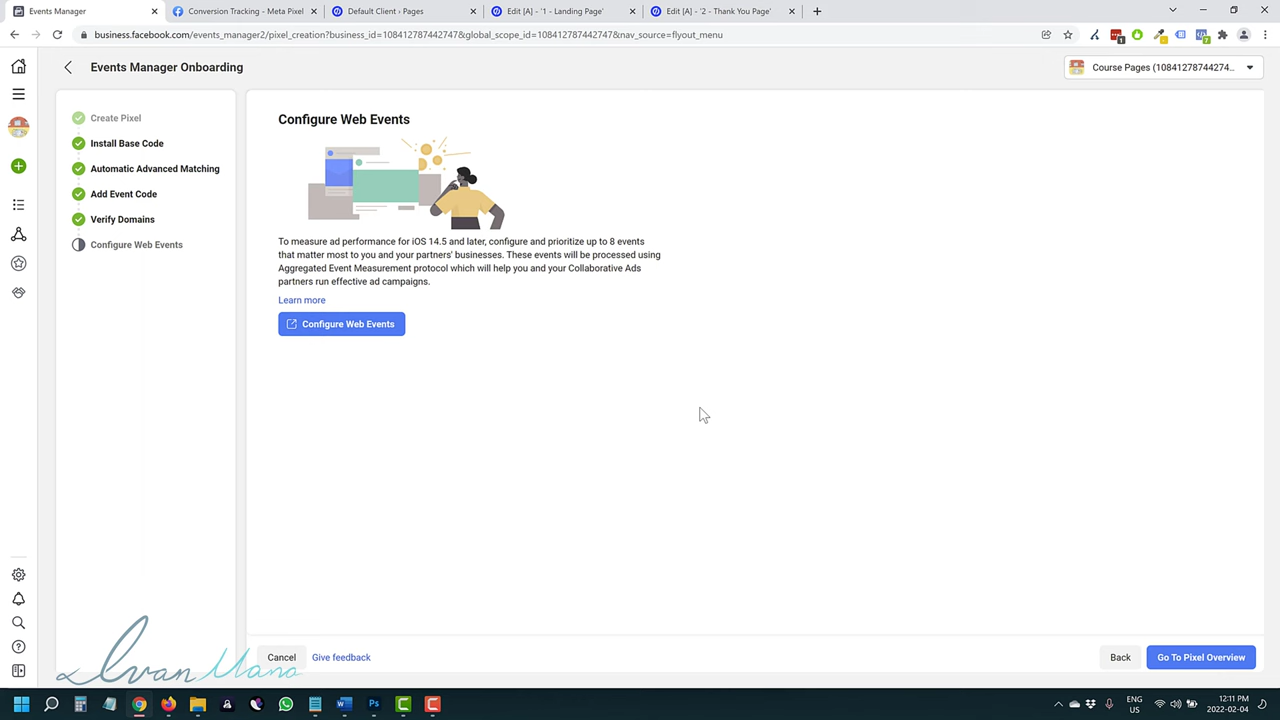 Events Manager
Conversion Tracking - Meta Pixel
Default Client › Pages
Edit [A] - '1 - Landing Page'
Edit [A] - '2 - Thank You Page'
business.facebook.com/events_manager2/pixel_creation?business_id=108412787442747&global_scope_id=108412787442747&nav_source=flyout_menu
1
7
Events Manager Onboarding
Course Pages (10841278744274...
Create Pixel
Install Base Code
Automatic Advanced Matching
Add Event Code
Verify Domains
Configure Web Events
Configure Web Events
To measure ad performance for iOS 14.5 and later, configure and prioritize up to 8 events
that matter most to you and your partners' businesses. These events will be processed using
Aggregated Event Measurement protocol which will help you and your Collaborative Ads
partners run effective ad campaigns.
Learn more
Configure Web Events
Cancel
Give feedback
Back
Go To Pixel Overview
Ivan Mana
ENG
US
12:11 PM
2022-02-04